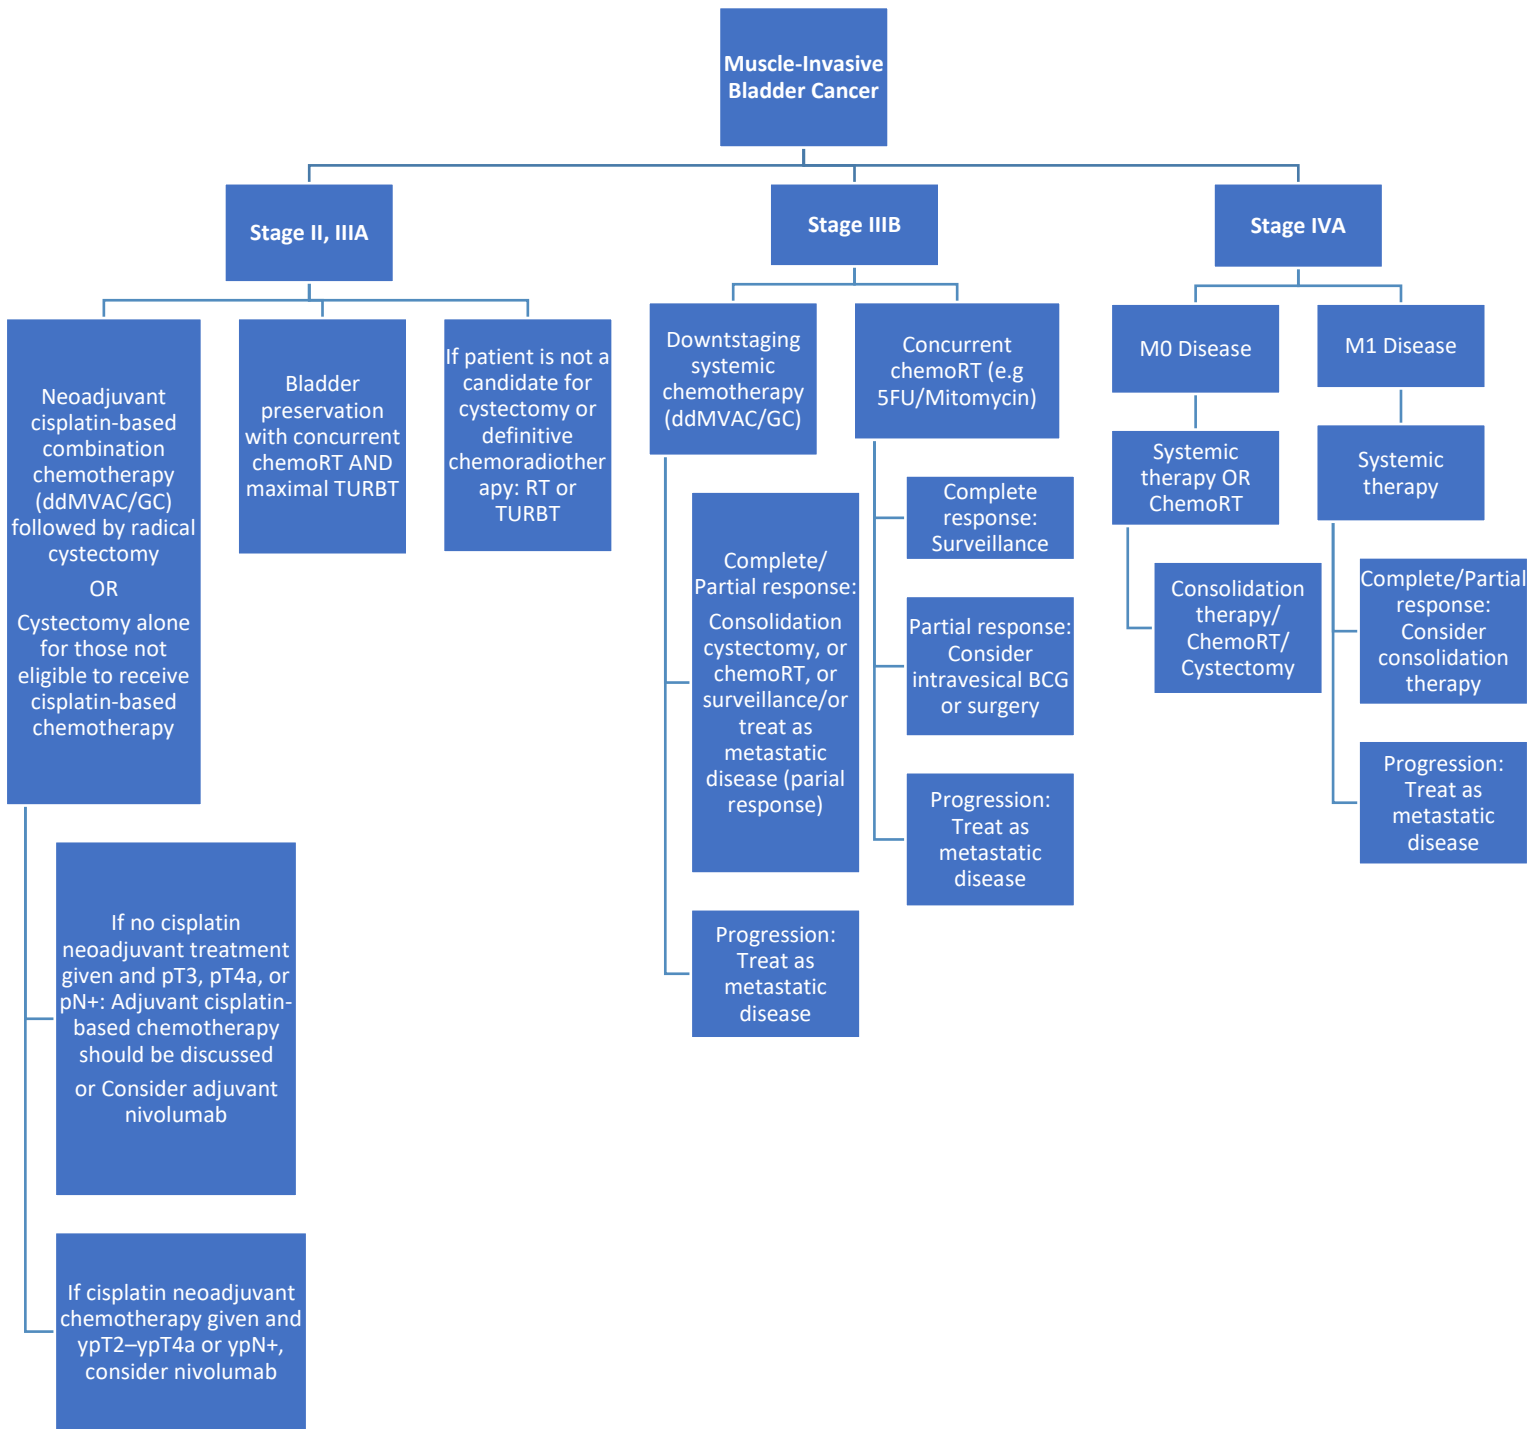 Muscle-Invasive
Bladder Cancer
Stage II, IIIA
Neoadjuvant
cisplatin-based
combination
chemotherapy
(ddMVAC/GC)
followed by radical
cystectomy
OR
Cystectomy alone
for those not
eligible to receive
cisplatin-based
chemotherapy
If no cisplatin
neoadjuvant treatment
given and pT3, pT4a, or
pN+: Adjuvant cisplatin-
based chemotherapy
should be discussed
or Consider adjuvant
nivolumab
If cisplatin neoadjuvant
chemotherapy given and
ypT2–ypT4a or ypN+,
consider nivolumab
Bladder
preservation
with concurrent
chemoRT AND
maximal TURBT
If patient is not a
candidate for
cystectomy or
definitive
chemoradiother
apy: RT or
TURBT
Stage IIIB
Downtstaging
systemic
chemotherapy
(ddMVAC/GC)
Complete/
Partial response:
Consolidation
cystectomy, or
chemoRT, or
surveillance/or
treat as
metastatic
disease (parial
response)
Progression:
Treat as
metastatic
disease
Concurrent
chemoRT (e.g
5FU/Mitomycin)
Complete
response:
Surveillance
Partial response:
Consider
intravesical BCG
or surgery
Progression:
Treat as
metastatic
disease
Stage IVA
M0 Disease
Systemic
therapy OR
ChemoRT
Consolidation
therapy/
ChemoRT/
Cystectomy
M1 Disease
Systemic
therapy
Complete/Partial
response:
Consider
consolidation
therapy
Progression:
Treat as
metastatic
disease